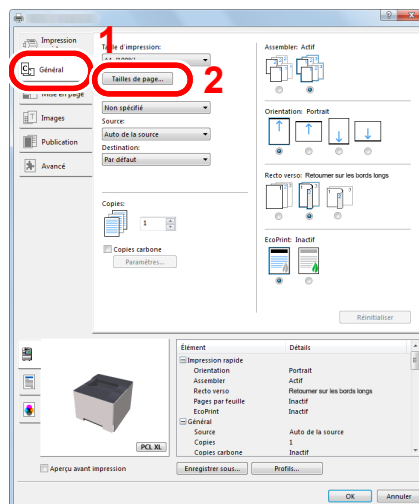 Impression
Général
Mise en page
Images
Publication
Avancé
1
Taille d'impression:
A4 (100%)
Tailles de page...
2
Non spécifié
Source:
Auto de la source
Destination:
Par défaut
Copies:
1
Copies carbone
Paramètres...
Assembler: Actif
Orientation: Portrait
Recto verso: Retourner sur les bords longs
EcoPrint: Inactif
Réinitialiser
PCL XL
Aperçu avant impression
Élément Détails
Impression rapide
Orientation Portrait
Assembler Actif
Recto verso Retourner sur les bords longs
Pages par feuille Inactif
EcoPrint Inactif
Général
Source Auto de la source
Copies 1
Copies carbone Inactif
Enregistrer sous... Profils...
OK Annuler